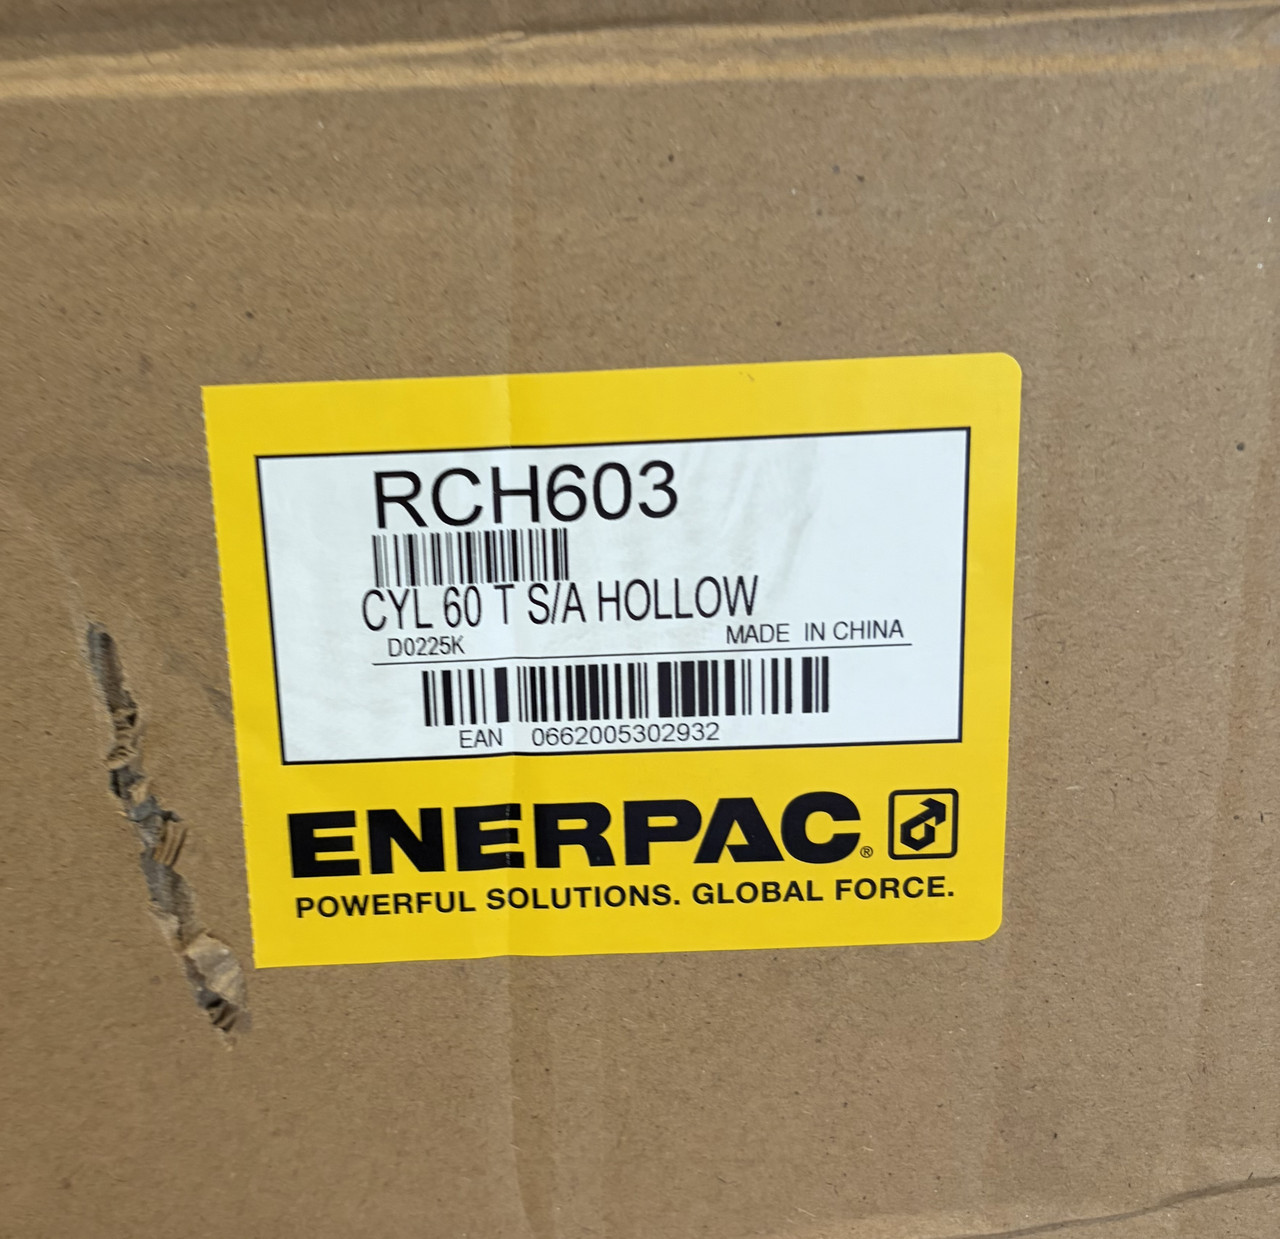 RCH603
CYL 60 T S/A HOLLOW
D0225K MADE IN CHINA
EAN 0662005302932
ENERPAC®
POWERFUL SOLUTIONS. GLOBAL FORCE.